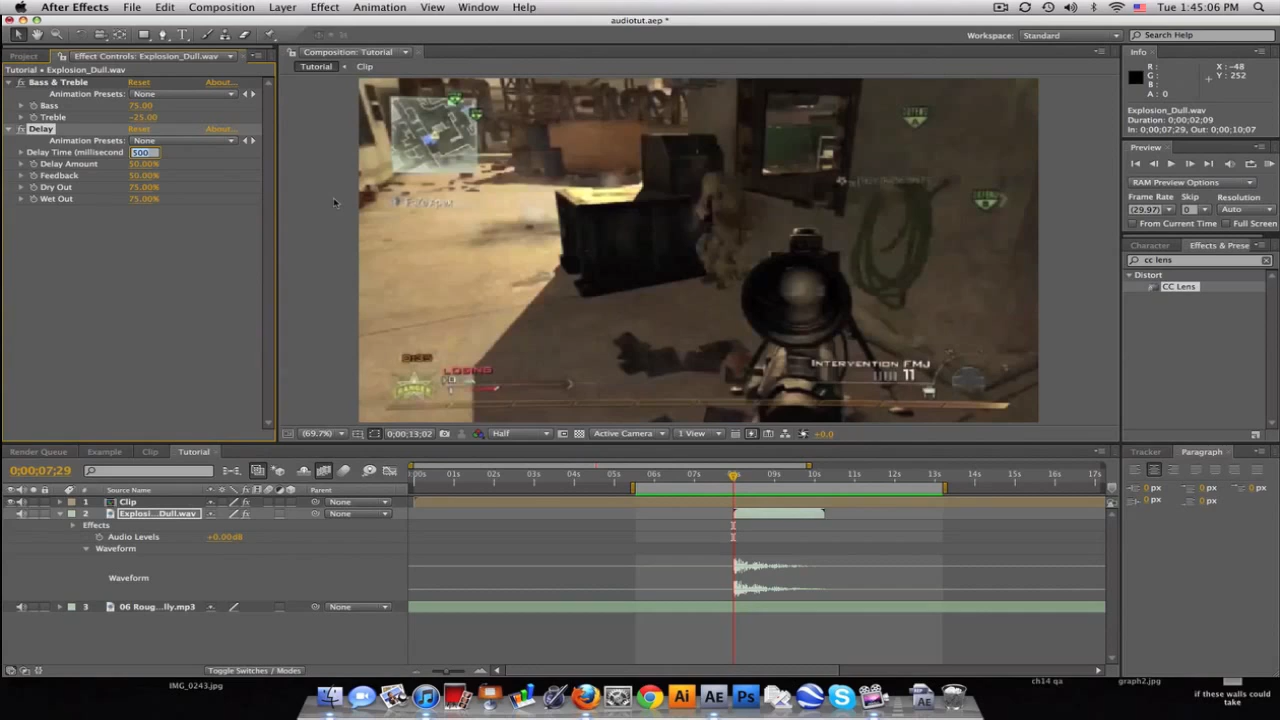 After Effects File Edit Composition Layer Effect Animation View Window Help Tue 1:45:06 PM
audiotut.aep *
Workspace: Standard Search Help
Project Effect Controls: Explosion_Dull.wav
Tutorial • Explosion_Dull.wav
Bass & Treble Reset About...
Animation Presets: None
Bass 75.00
Treble -25.00
Delay Reset About...
Animation Presets: None
Delay Time (millisecond 500
Delay Amount 50.00%
Feedback 50.00%
Dry Out 75.00%
Wet Out 75.00%
Composition: Tutorial
Tutorial Clip
INTERVENTION FMJ
11
(69.7%) 0;00;13;02 Half Active Camera 1 View +0.0
Info
R : X : -48
G : Y : 252
B :
A : 0
Explosion_Dull.wav
Duration: 0;00;02;09
In: 0;00;07;29, Out: 0;00;10;07
Preview
RAM Preview Options
Frame Rate Skip Resolution
(29.97) 0 Auto
From Current Time Full Screen
Character Effects & Prese
cc lens
Distort
CC Lens
Render Queue Example Clip Tutorial
0;00;07;29
:00s 01s 02s 03s 04s 05s 06s 07s 09s 10s 11s 12s 13s 14s 15s 16s 17s
# Source Name Parent
1 Clip None
2 Explosi...Dull.wav None
Effects
Audio Levels +0.00dB
Waveform
Waveform
3 06 Roug...lly.mp3 None
Toggle Switches / Modes
Tracker Paragraph
0 px 0 px 0 px
0 px 0 px
IMG_0243.jpg
ch14 qa
graph2.jpg
if these walls could
take